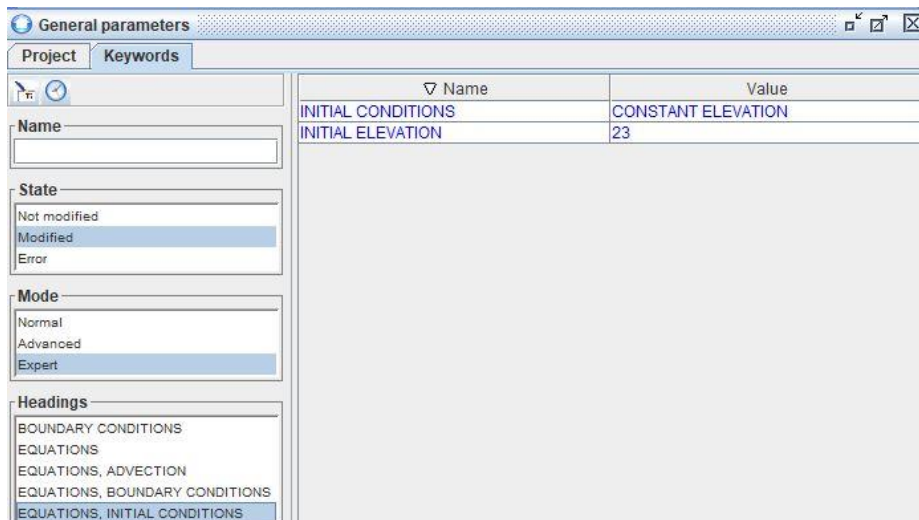 General parameters
Project Keywords
Name
State
Not modified
Modified
Error
Mode
Normal
Advanced
Expert
Headings
BOUNDARY CONDITIONS
EQUATIONS
EQUATIONS, ADVECTION
EQUATIONS, BOUNDARY CONDITIONS
EQUATIONS, INITIAL CONDITIONS
Name Value
INITIAL CONDITIONS CONSTANT ELEVATION
INITIAL ELEVATION 23